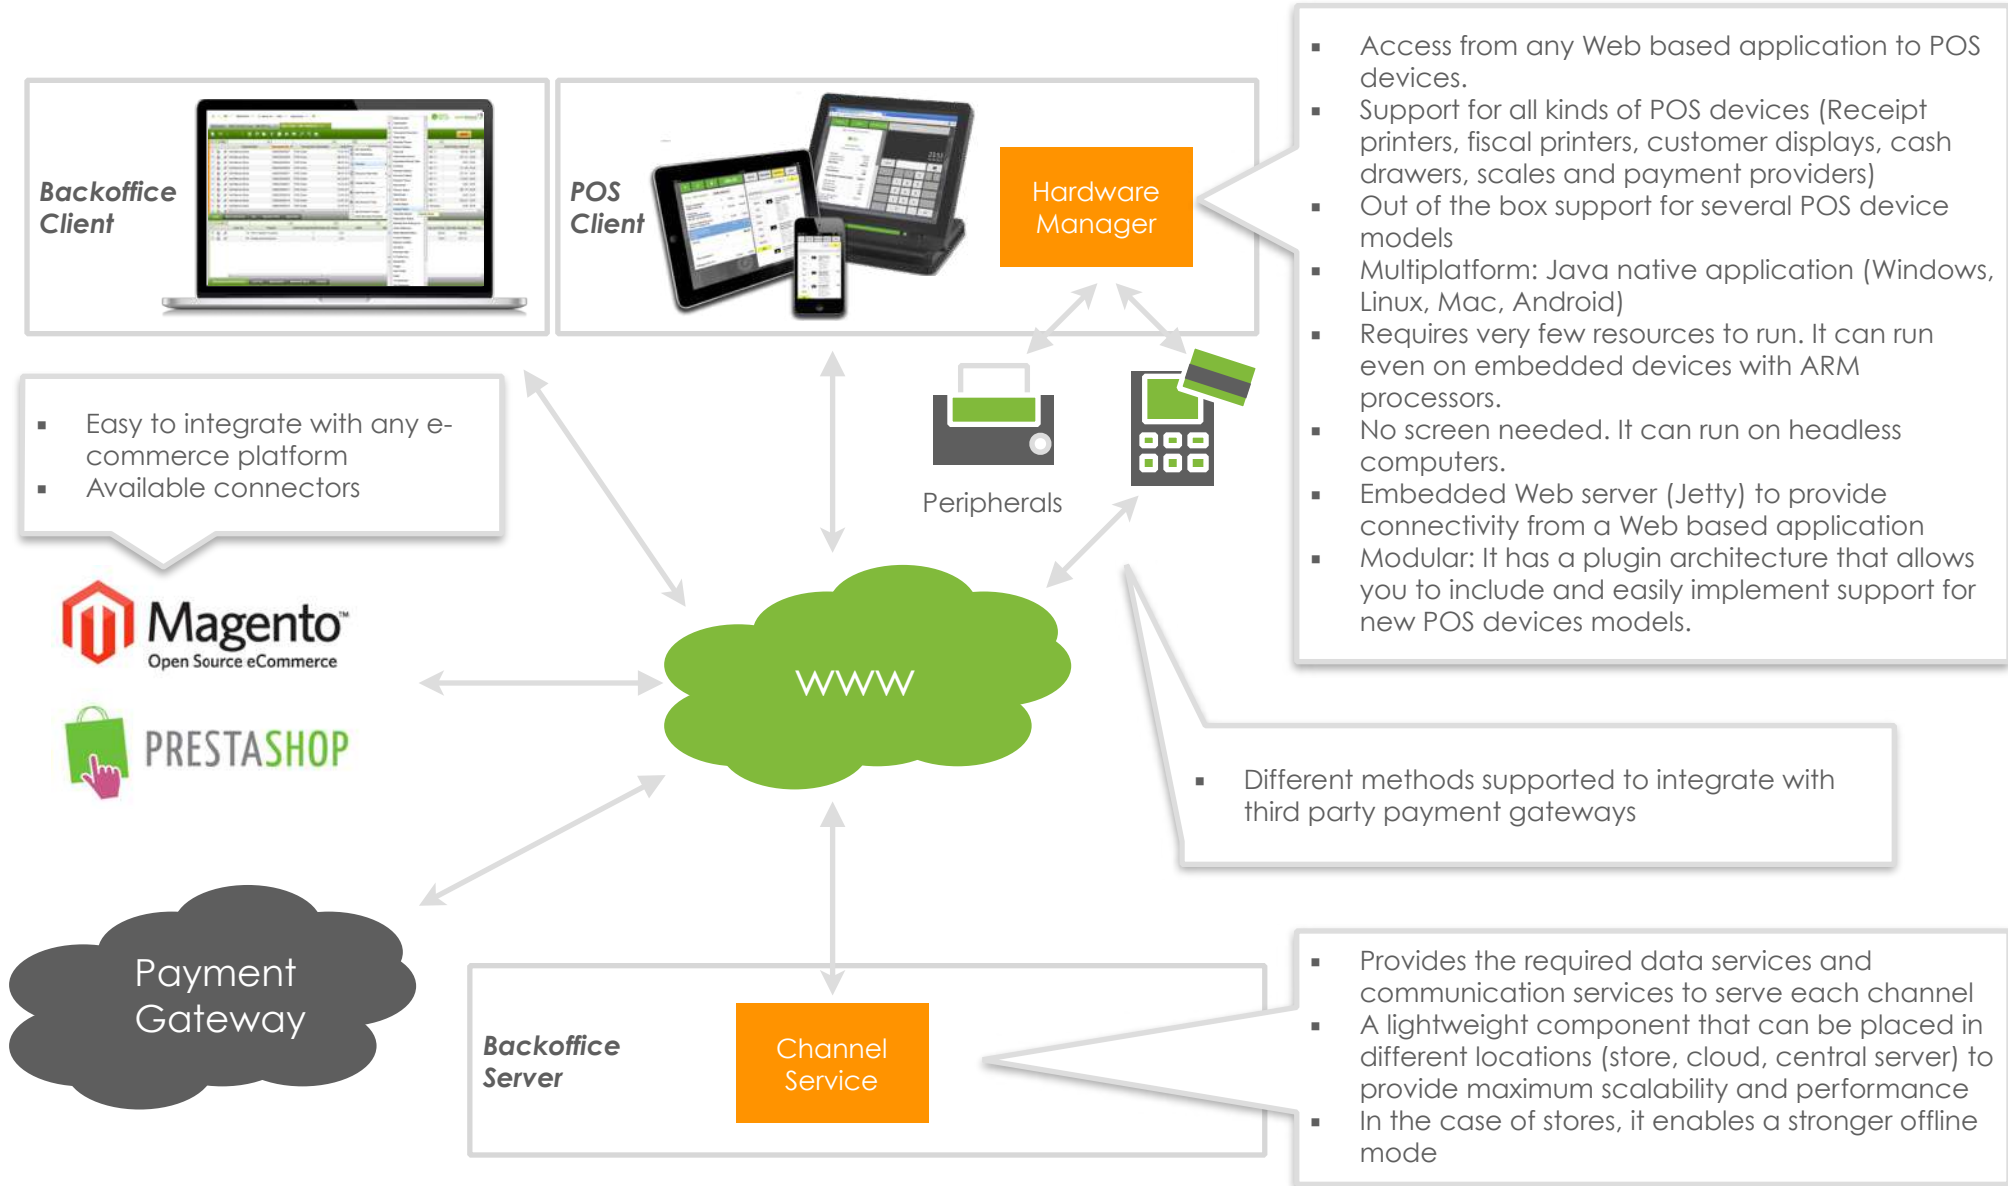 Backoffice
Client
POS
Client
Hardware
Manager
▪ Access from any Web based application to POS
devices.
▪ Support for all kinds of POS devices (Receipt
printers, fiscal printers, customer displays, cash
drawers, scales and payment providers)
▪ Out of the box support for several POS device
models
▪ Multiplatform: Java native application (Windows,
Linux, Mac, Android)
▪ Requires very few resources to run. It can run
even on embedded devices with ARM
processors.
▪ No screen needed. It can run on headless
computers.
▪ Embedded Web server (Jetty) to provide
connectivity from a Web based application
▪ Modular: It has a plugin architecture that allows
you to include and easily implement support for
new POS devices models.
▪ Easy to integrate with any e-
commerce platform
▪ Available connectors
Peripherals
Magento™
Open Source eCommerce
PRESTASHOP
WWW
▪ Different methods supported to integrate with
third party payment gateways
Payment
Gateway
Backoffice
Server
Channel
Service
▪ Provides the required data services and
communication services to serve each channel
▪ A lightweight component that can be placed in
different locations (store, cloud, central server) to
provide maximum scalability and performance
▪ In the case of stores, it enables a stronger offline
mode